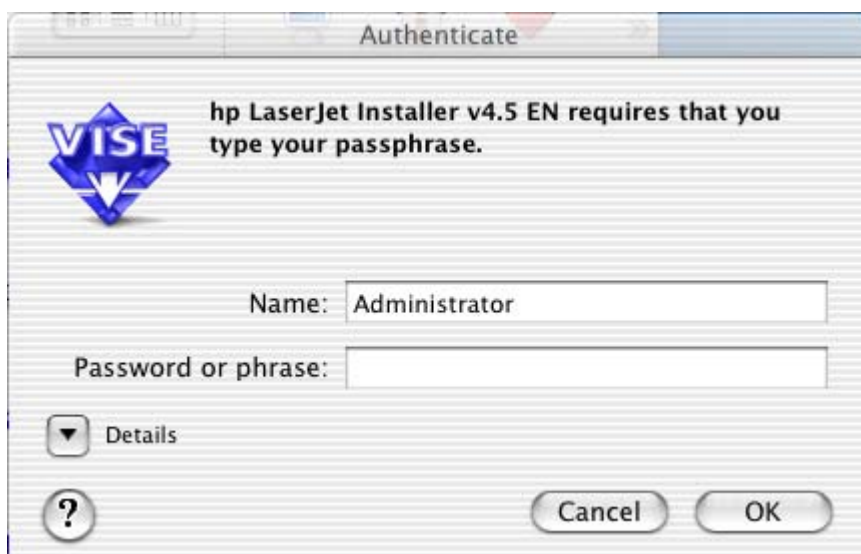 Authenticate
VISE
hp LaserJet Installer v4.5 EN requires that you
type your passphrase.
Name: Administrator
Password or phrase:
Details
?
Cancel OK